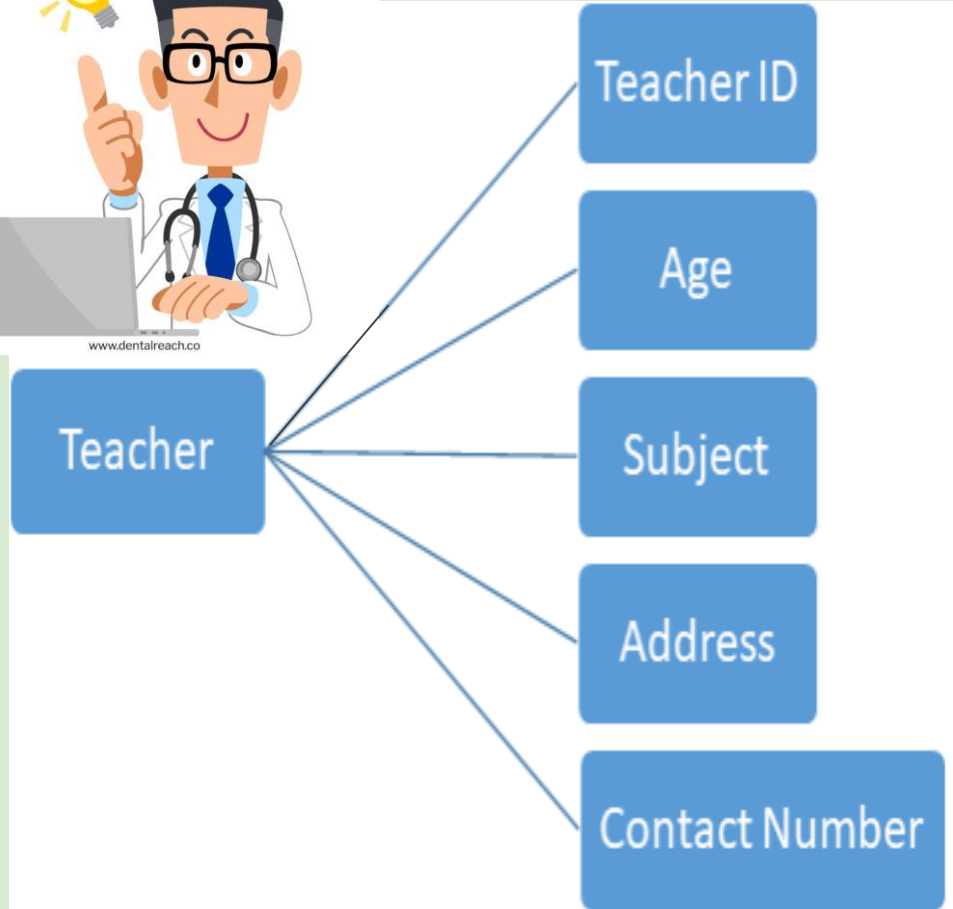 www.dentalreach.co
Teacher
Teacher ID
Age
Subject
Address
Contact Number